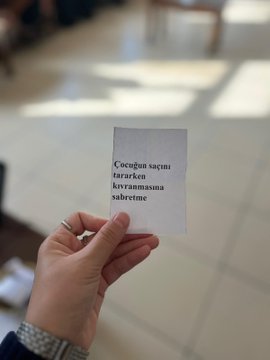 Çocuğun saçını
tararken
kıvranmasına
sabretme